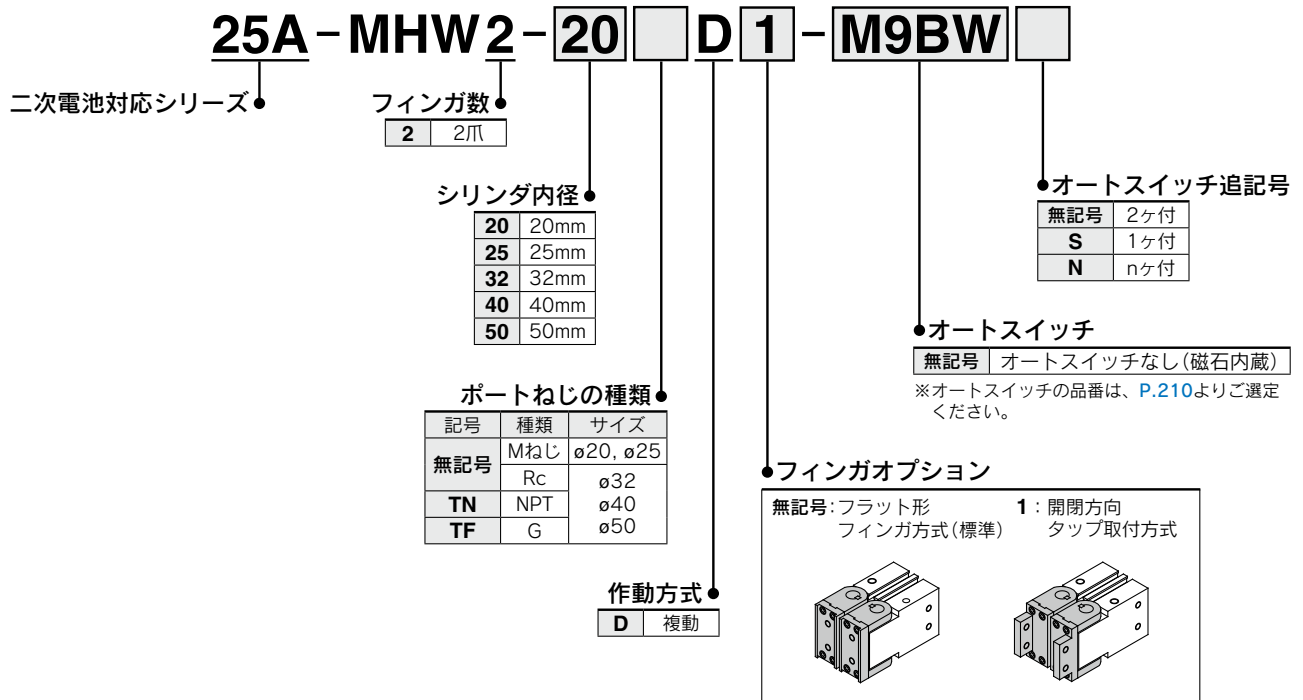 25A-MHW2-20 D1-M9BW
二次電池対応シリーズ
フィンガ数
2 2爪
シリンダ内径
20 20mm
25 25mm
32 32mm
40 40mm
50 50mm
ポートねじの種類
記号 種類 サイズ
無記号 Mねじ ø20, ø25
Rc ø32
TN NPT ø40
TF G ø50
作動方式
D 複動
オートスイッチ追記号
無記号 2ヶ付
S 1ヶ付
N nヶ付
オートスイッチ
無記号 オートスイッチなし(磁石内蔵)
※オートスイッチの品番は、P.210よりご選定
ください。
フィンガオプション
無記号:フラット形
フィンガ方式(標準)
1:開閉方向
タップ取付方式